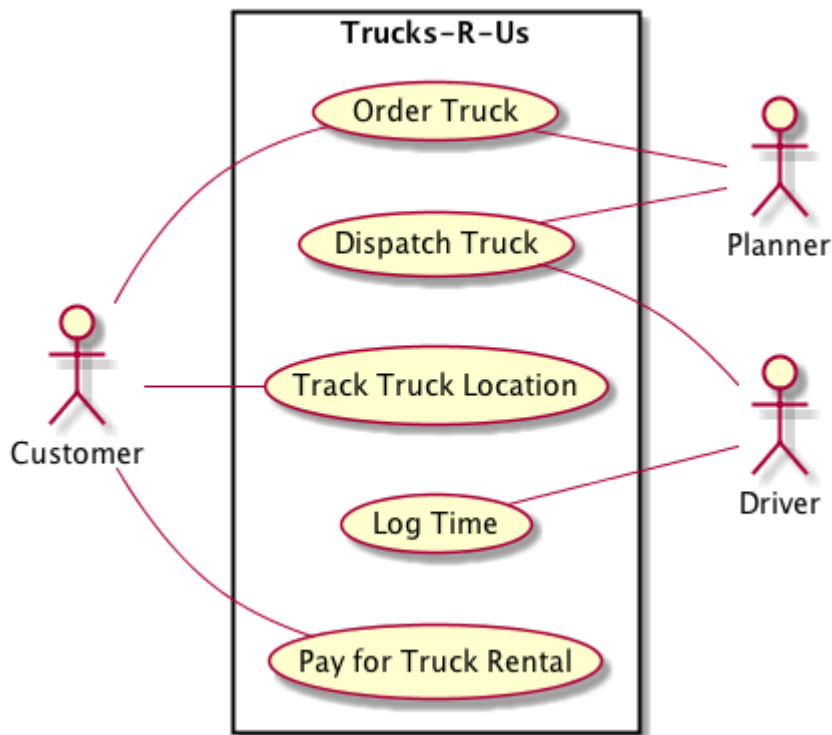 Trucks-R-Us
Order Truck
Planner
Dispatch Truck
Track Truck Location
Customer
Driver
Log Time
Pay for Truck Rental